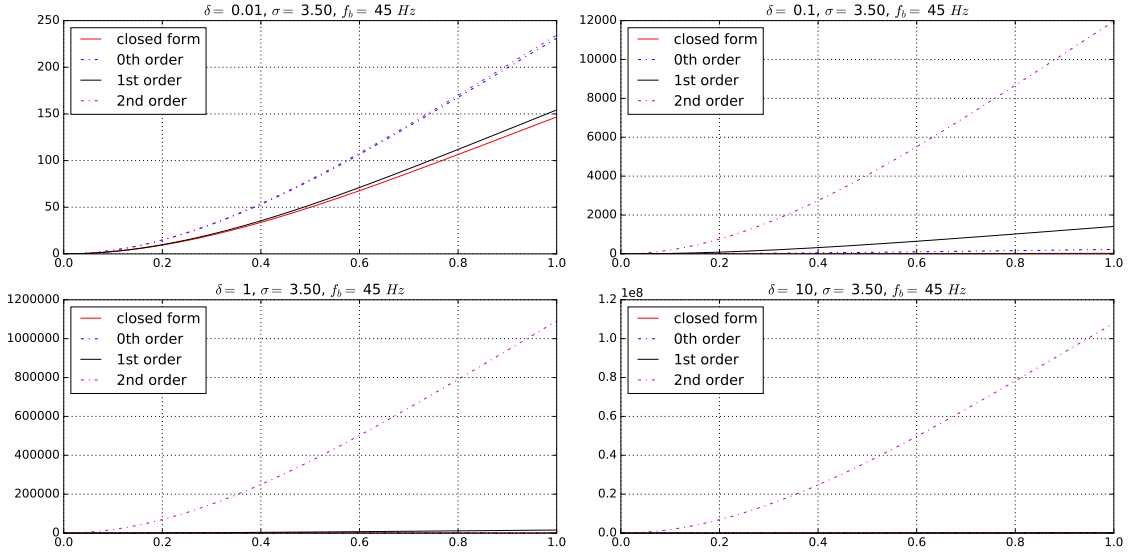 δ = 0.01, σ = 3.50, f_b = 45 Hz
250
200
150
100
50
0
closed form
0th order
1st order
2nd order
0.0 0.2 0.4 0.6 0.8 1.0
δ = 0.1, σ = 3.50, f_b = 45 Hz
12000
10000
8000
6000
4000
2000
0
closed form
0th order
1st order
2nd order
0.0 0.2 0.4 0.6 0.8 1.0
δ = 1, σ = 3.50, f_b = 45 Hz
1200000
1000000
800000
600000
400000
200000
0
closed form
0th order
1st order
2nd order
0.0 0.2 0.4 0.6 0.8 1.0
δ = 10, σ = 3.50, f_b = 45 Hz
1e8
1.2
1.0
0.8
0.6
0.4
0.2
0.0
closed form
0th order
1st order
2nd order
0.0 0.2 0.4 0.6 0.8 1.0